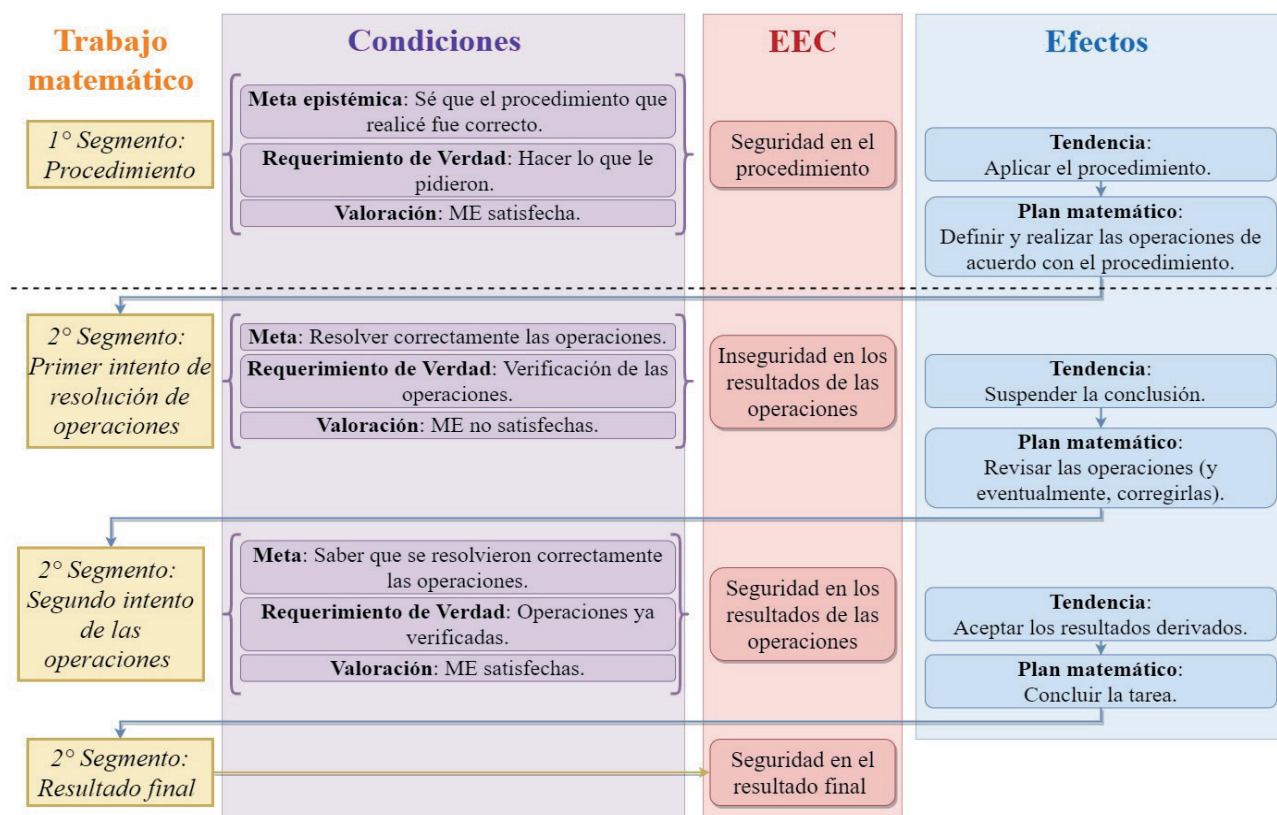 Trabajo
matemático
Condiciones
EEC
Efectos
1° Segmento:
Procedimiento
Meta epistémica: Sé que el procedimiento que
realicé fue correcto.
Requerimiento de Verdad: Hacer lo que le
pidieron.
Valoración: ME satisfecha.
Seguridad en el
procedimiento
Tendencia:
Aplicar el procedimiento.
Plan matemático:
Definir y realizar las operaciones de
acuerdo con el procedimiento.
2° Segmento:
Primer intento de
resolución de
operaciones
Meta: Resolver correctamente las operaciones.
Requerimiento de Verdad: Verificación de las
operaciones.
Valoración: ME no satisfechas.
Inseguridad en los
resultados de las
operaciones
Tendencia:
Suspender la conclusión.
Plan matemático:
Revisar las operaciones (y
eventualmente, corregirlas).
2° Segmento:
Segundo intento
de las
operaciones
Meta: Saber que se resolvieron correctamente
las operaciones.
Requerimiento de Verdad: Operaciones ya
verificadas.
Valoración: ME satisfechas.
Seguridad en los
resultados de las
operaciones
Tendencia:
Aceptar los resultados derivados.
Plan matemático:
Concluir la tarea.
2° Segmento:
Resultado final
Seguridad en el
resultado final